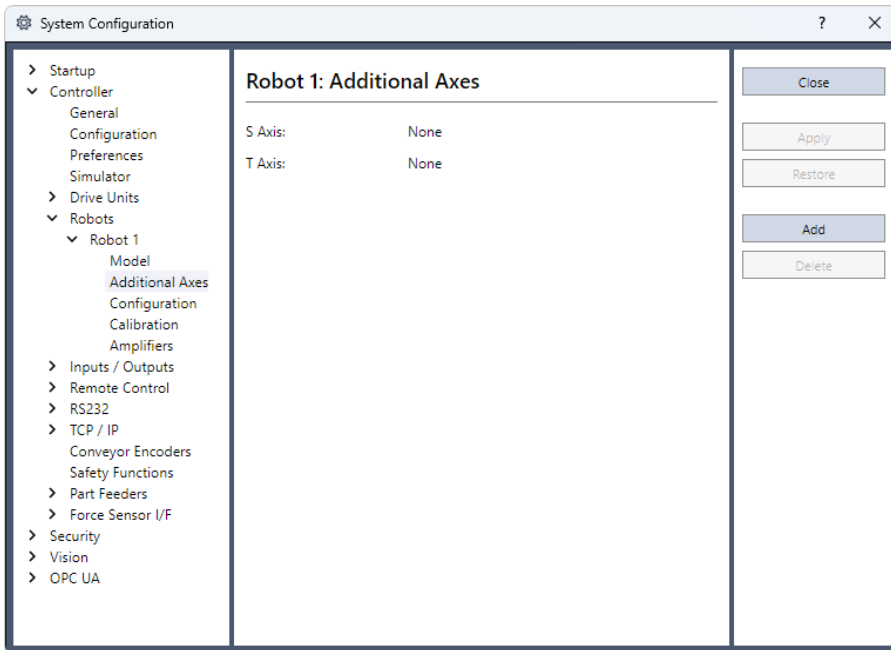 System Configuration
?
Startup
Controller
General
Configuration
Preferences
Simulator
Drive Units
Robots
Robot 1
Model
Additional Axes
Configuration
Calibration
Amplifiers
Inputs / Outputs
Remote Control
RS232
TCP / IP
Conveyor Encoders
Safety Functions
Part Feeders
Force Sensor I/F
Security
Vision
OPC UA
Robot 1: Additional Axes
S Axis: None
T Axis: None
Close
Apply
Restore
Add
Delete